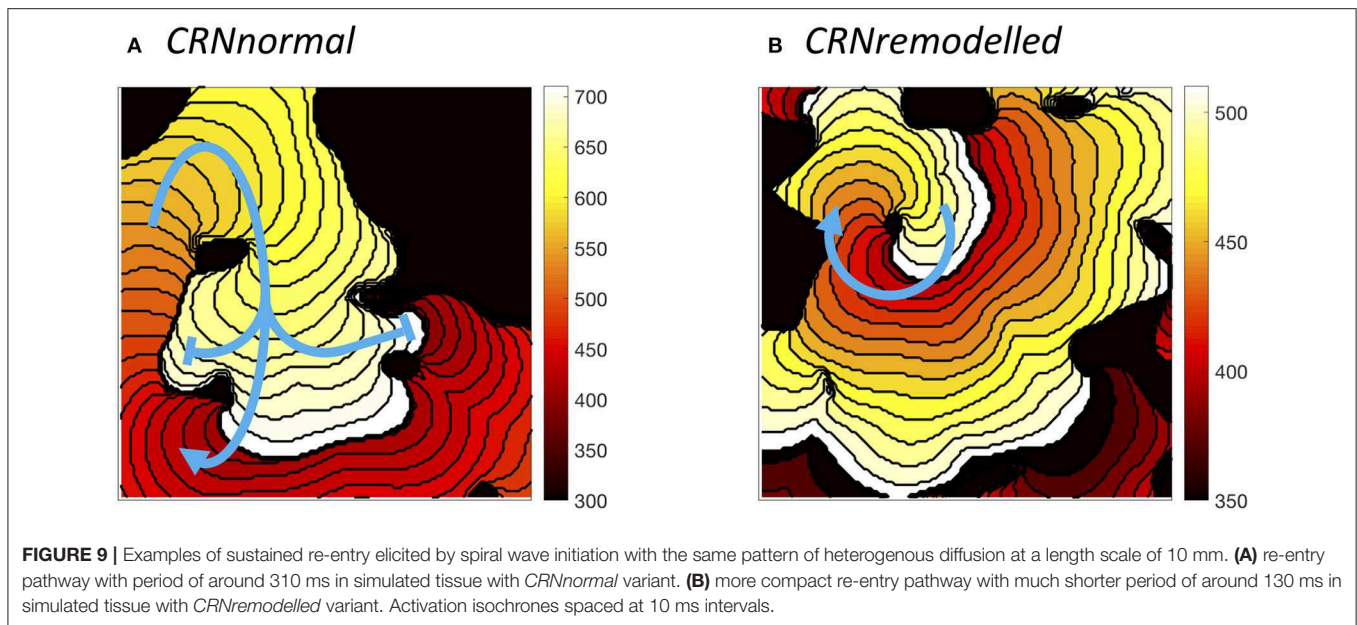 A CRNnormal
B CRNremodelled
700
650
600
550
500
450
400
350
300
500
450
400
350
FIGURE 9 | Examples of sustained re-entry elicited by spiral wave initiation with the same pattern of heterogenous diffusion at a length scale of 10 mm. (A) re-entry
pathway with period of around 310 ms in simulated tissue with CRNnormal variant. (B) more compact re-entry pathway with much shorter period of around 130 ms in
simulated tissue with CRNremodelled variant. Activation isochrones spaced at 10 ms intervals.